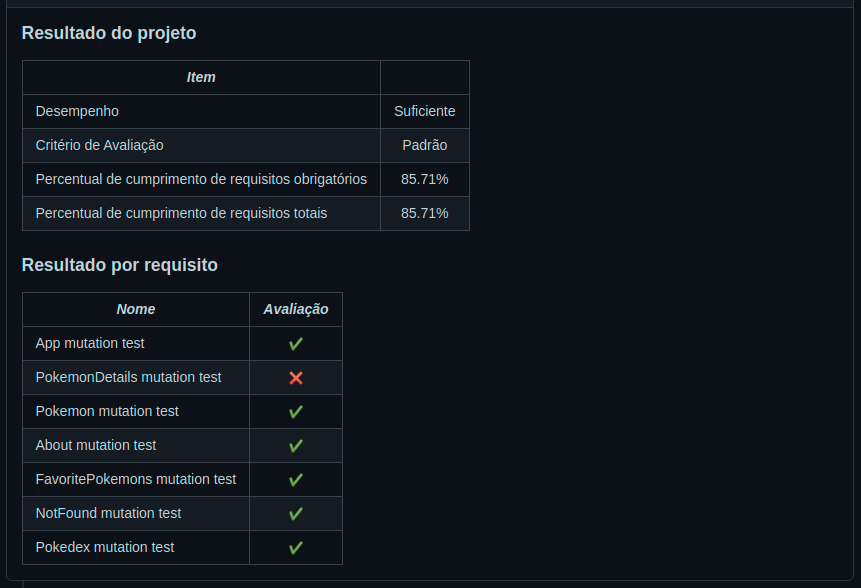 Resultado do projeto
Item
Desempenho Suficiente
Critério de Avaliação Padrão
Percentual de cumprimento de requisitos obrigatórios 85.71%
Percentual de cumprimento de requisitos totais 85.71%
Resultado por requisito
Nome Avaliação
App mutation test ✔
PokemonDetails mutation test ❌
Pokemon mutation test ✔
About mutation test ✔
FavoritePokemons mutation test ✔
NotFound mutation test ✔
Pokedex mutation test ✔